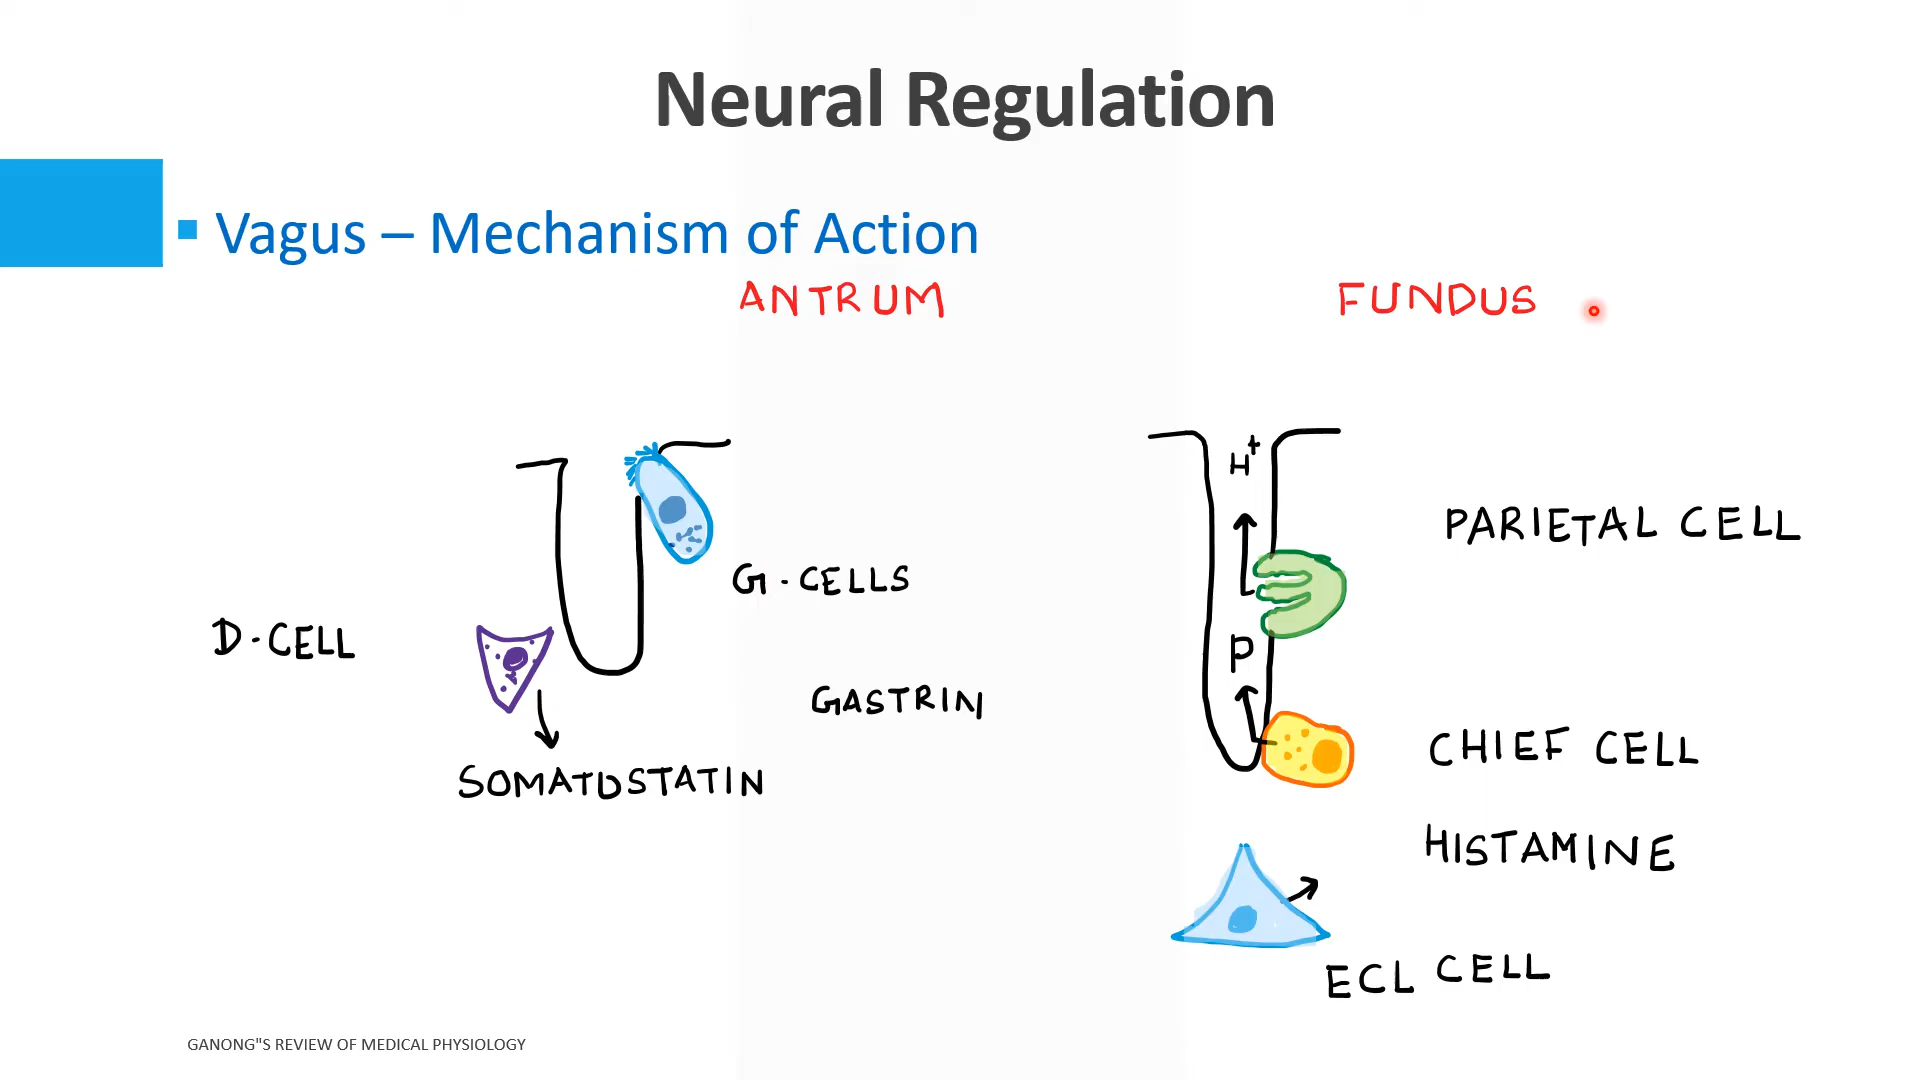 Neural Regulation
▪ Vagus – Mechanism of Action
ANTRUM
FUNDUS
H+
PARIETAL CELL
G-CELLS
D-CELL
P
GASTRIN
CHIEF CELL
SOMATOSTATIN
HISTAMINE
ECL CELL
GANONG"S REVIEW OF MEDICAL PHYSIOLOGY